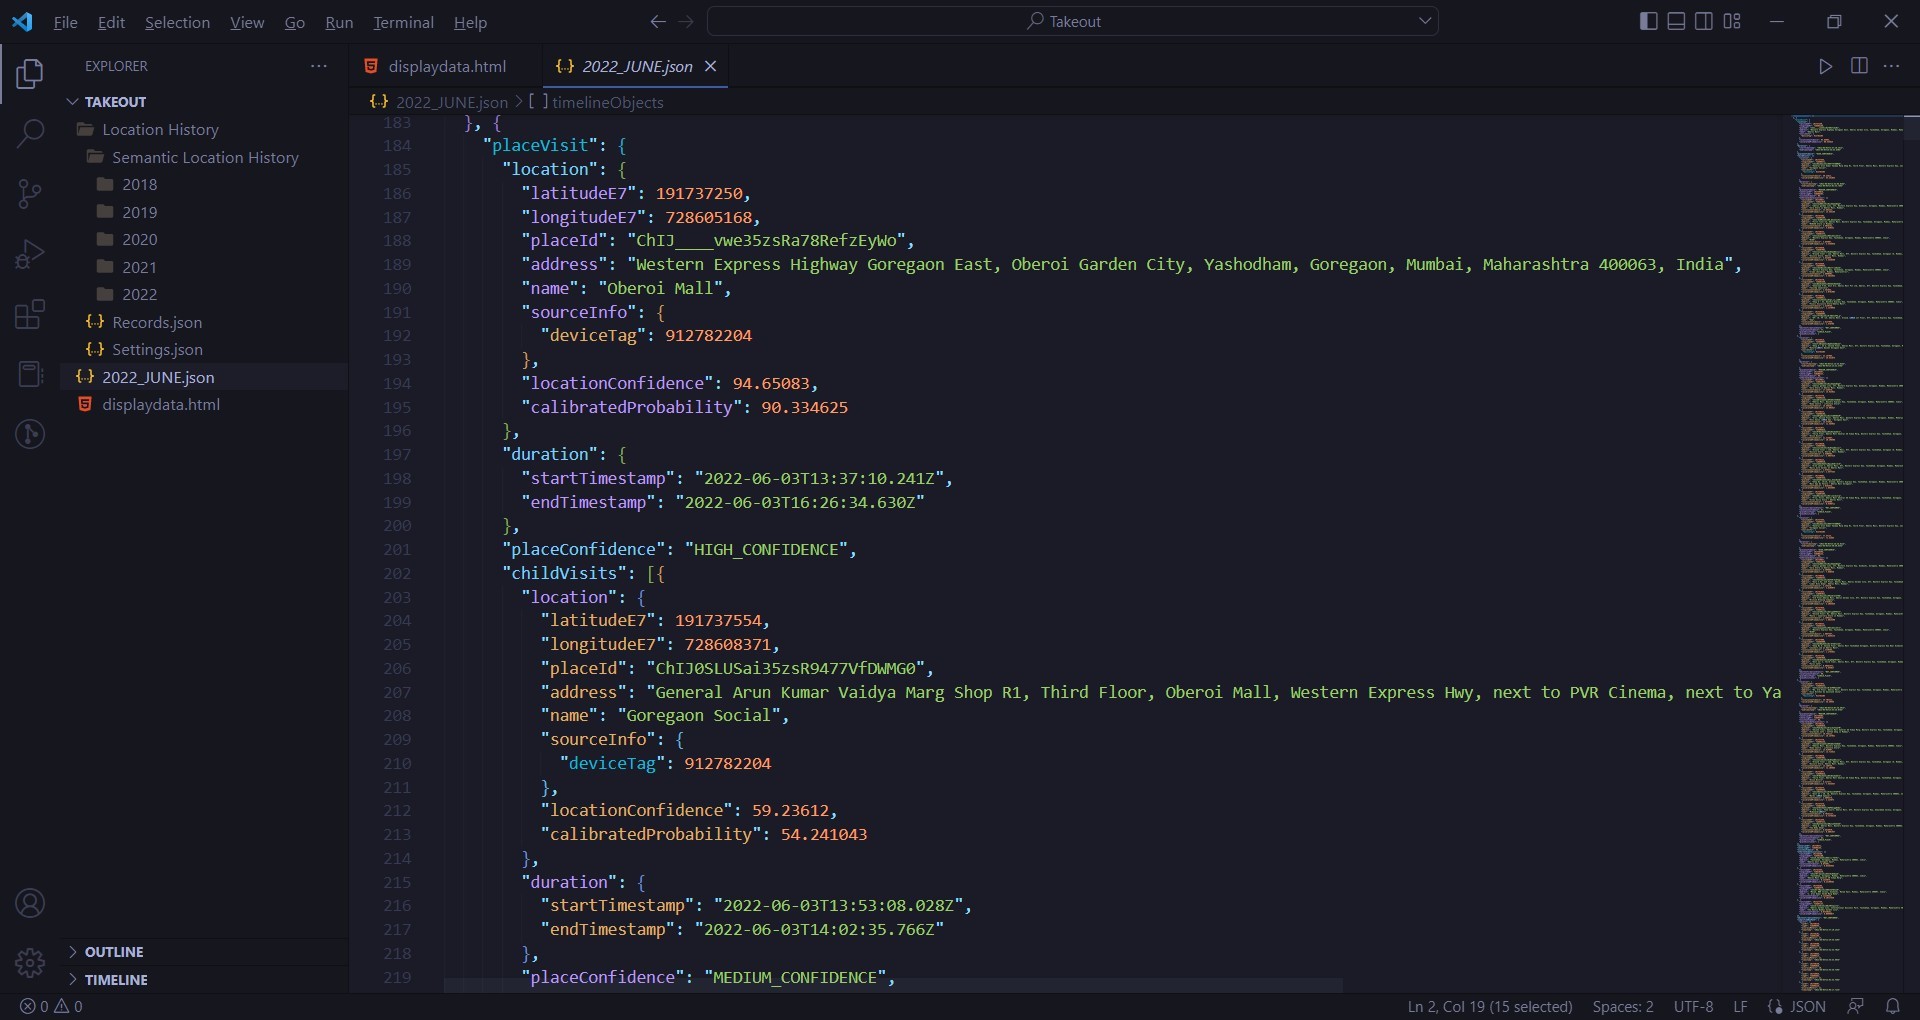 File Edit Selection View Go Run Terminal Help
Takeout
EXPLORER
TAKEOUT
Location History
Semantic Location History
2018
2019
2020
2021
2022
Records.json
Settings.json
2022_JUNE.json
displaydata.html
OUTLINE
TIMELINE
displaydata.html
{..} 2022_JUNE.json
{..} 2022_JUNE.json > [ ] timelineObjects
183 }, {
184 "placeVisit": {
185 "location": {
186 "latitudeE7": 191737250,
187 "longitudeE7": 728605168,
188 "placeId": "ChIJ____vwe35zsRa78RefzEyWo",
189 "address": "Western Express Highway Goregaon East, Oberoi Garden City, Yashodham, Goregaon, Mumbai, Maharashtra 400063, India",
190 "name": "Oberoi Mall",
191 "sourceInfo": {
192 "deviceTag": 912782204
193 },
194 "locationConfidence": 94.65083,
195 "calibratedProbability": 90.334625
196 },
197 "duration": {
198 "startTimestamp": "2022-06-03T13:37:10.241Z",
199 "endTimestamp": "2022-06-03T16:26:34.630Z"
200 },
201 "placeConfidence": "HIGH_CONFIDENCE",
202 "childVisits": [{
203 "location": {
204 "latitudeE7": 191737554,
205 "longitudeE7": 728608371,
206 "placeId": "ChIJ0SLUSai35zsR9477VfDWMG0",
207 "address": "General Arun Kumar Vaidya Marg Shop R1, Third Floor, Oberoi Mall, Western Express Hwy, next to PVR Cinema, next to Ya
208 "name": "Goregaon Social",
209 "sourceInfo": {
210 "deviceTag": 912782204
211 },
212 "locationConfidence": 59.23612,
213 "calibratedProbability": 54.241043
214 },
215 "duration": {
216 "startTimestamp": "2022-06-03T13:53:08.028Z",
217 "endTimestamp": "2022-06-03T14:02:35.766Z"
218 },
219 "placeConfidence": "MEDIUM_CONFIDENCE",
0 0
Ln 2, Col 19 (15 selected) Spaces: 2 UTF-8 LF JSON